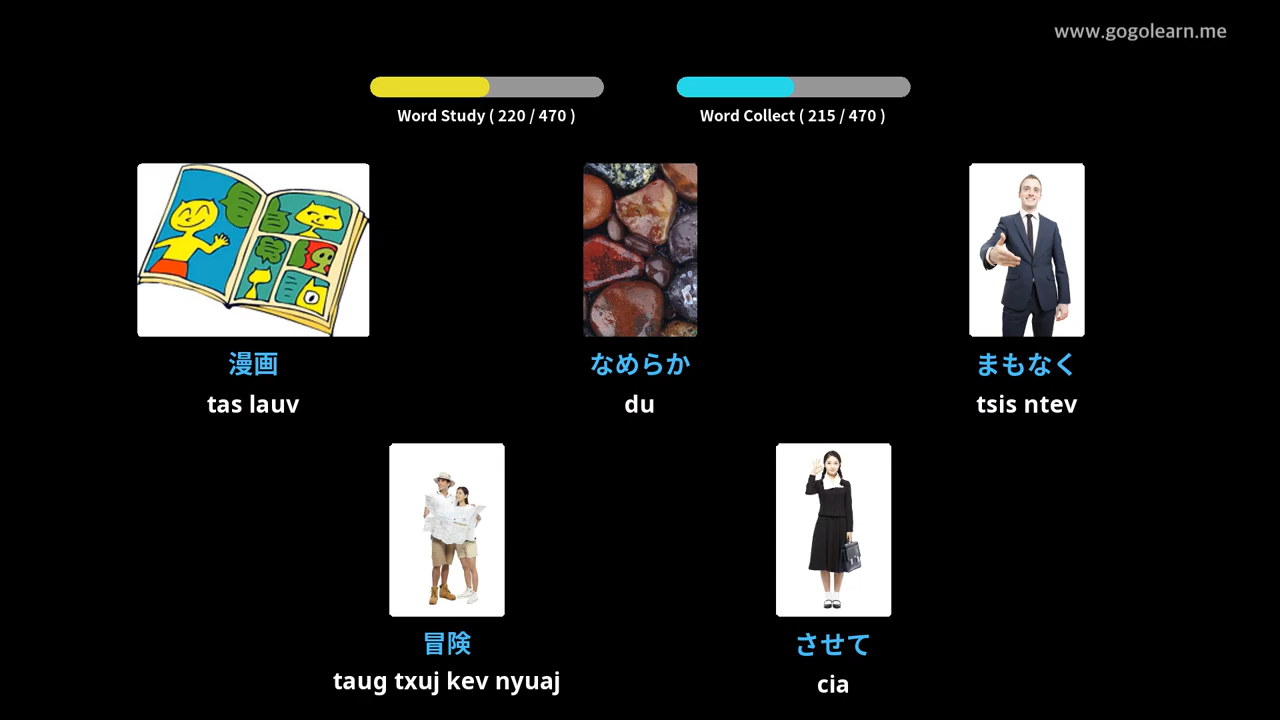 www.gogolearn.me
Word Study ( 220 / 470 )
Word Collect ( 215 / 470 )
漫画
なめらか
まもなく
tas lauv
du
tsis ntev
冒険
させて
taug txuj kev nyuaj
cia